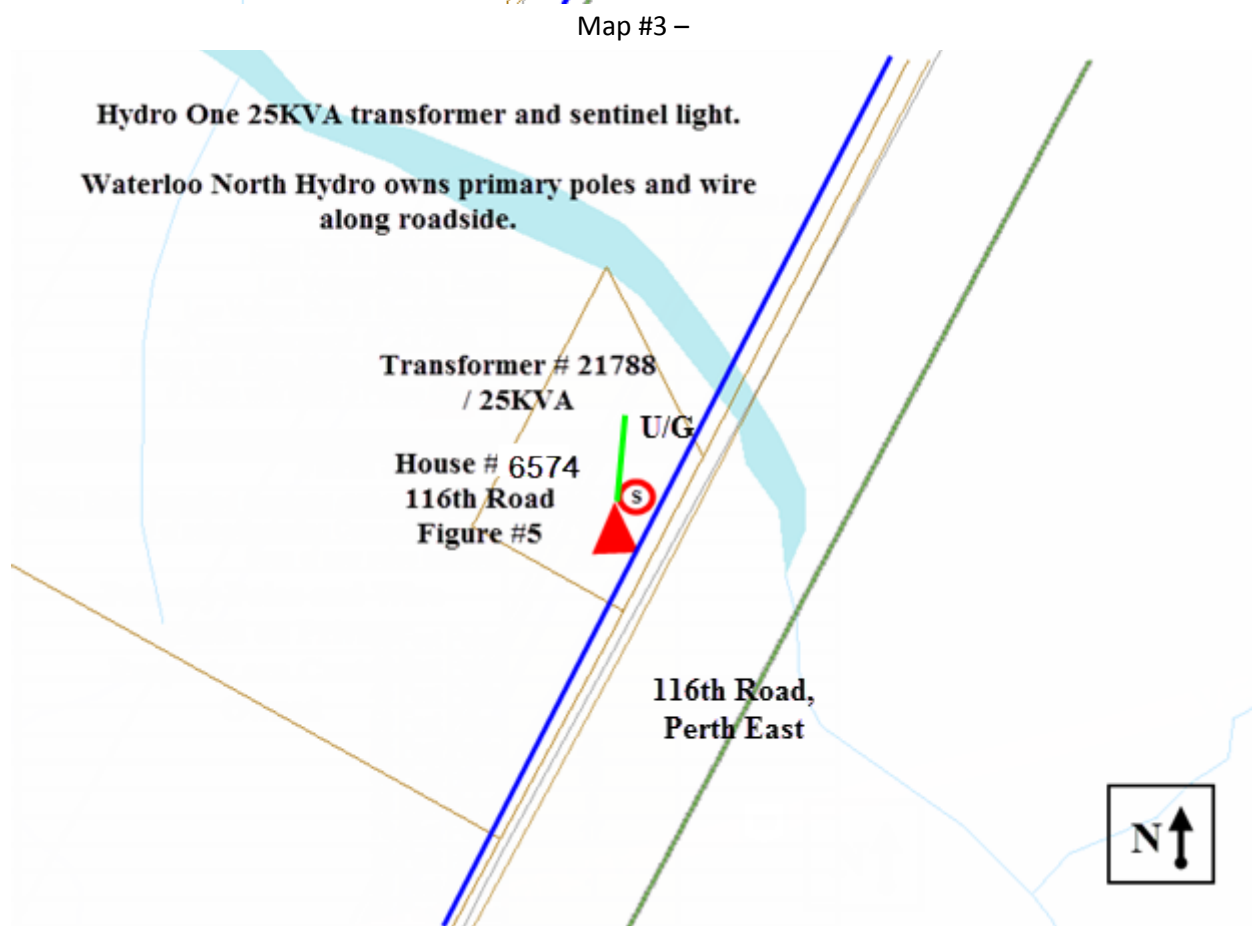 Map #3 –
Hydro One 25KVA transformer and sentinel light.
Waterloo North Hydro owns primary poles and wire
along roadside.
Transformer # 21788
/ 25KVA
U/G
House # 6574
S
116th Road
Figure #5
116th Road,
Perth East
N